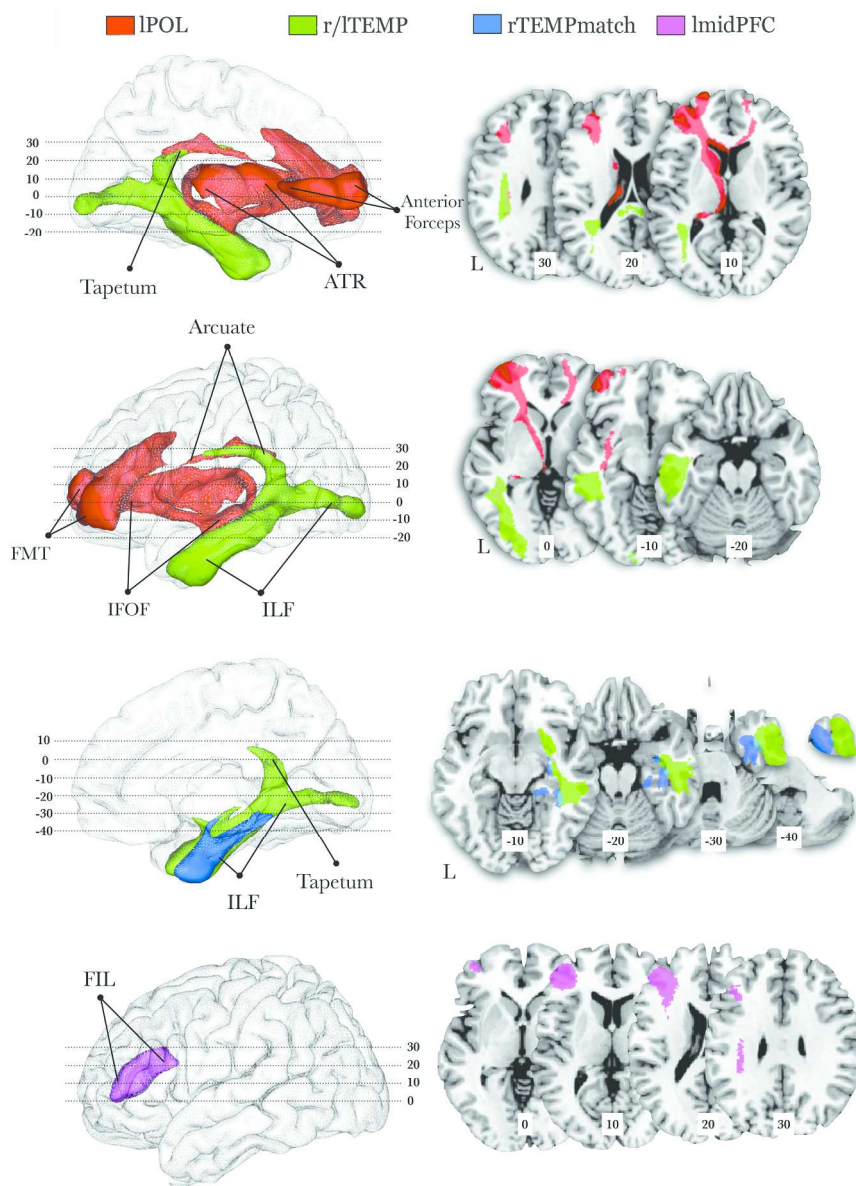 lPOL r/lTEMP rTEMPmatch lmidPFC
30
20
10
0
-10
-20
Anterior
Forceps
Tapetum
ATR
L
30 20 10
Arcuate
30
20
10
0
-10
-20
FMT
IFOF
ILF
L
0 -10 -20
10
0
-10
-20
-30
-40
Tapetum
ILF
L
-10 -20 -30 -40
FIL
30
20
10
0
0 10 20 30